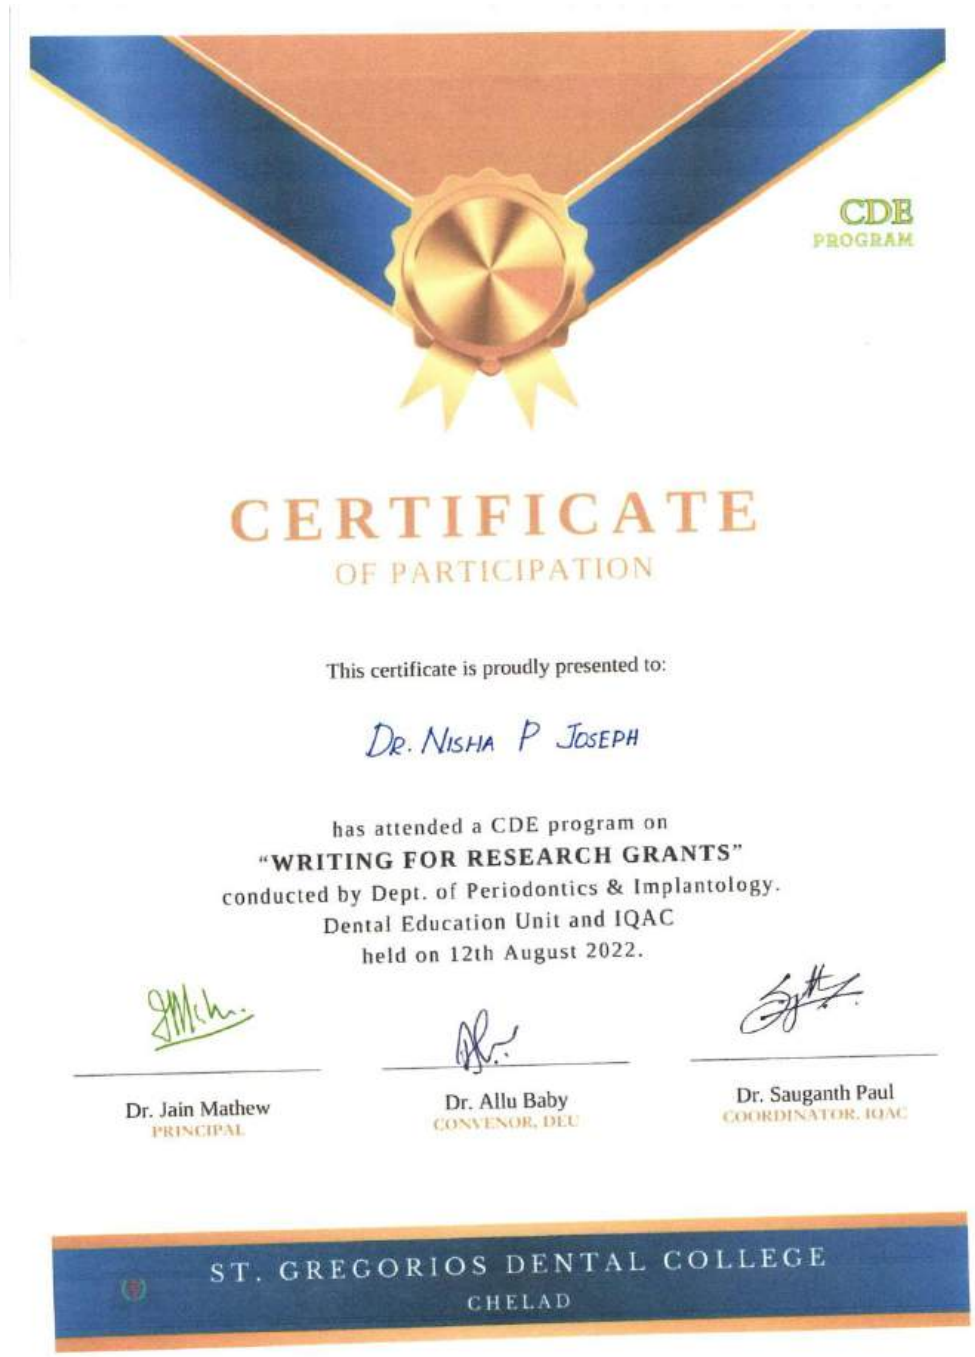 CDE
PROGRAM
CERTIFICATE
OF PARTICIPATION
This certificate is proudly presented to:
DR. NISHA P JOSEPH
has attended a CDE program on
“WRITING FOR RESEARCH GRANTS”
conducted by Dept. of Periodontics & Implantology.
Dental Education Unit and IQAC
held on 12th August 2022.
Dr. Jain Mathew
PRINCIPAL
Dr. Allu Baby
CONVENOR, DEU
Dr. Sauganth Paul
COORDINATOR, IQAC
ST. GREGORIOS DENTAL COLLEGE
CHELAD